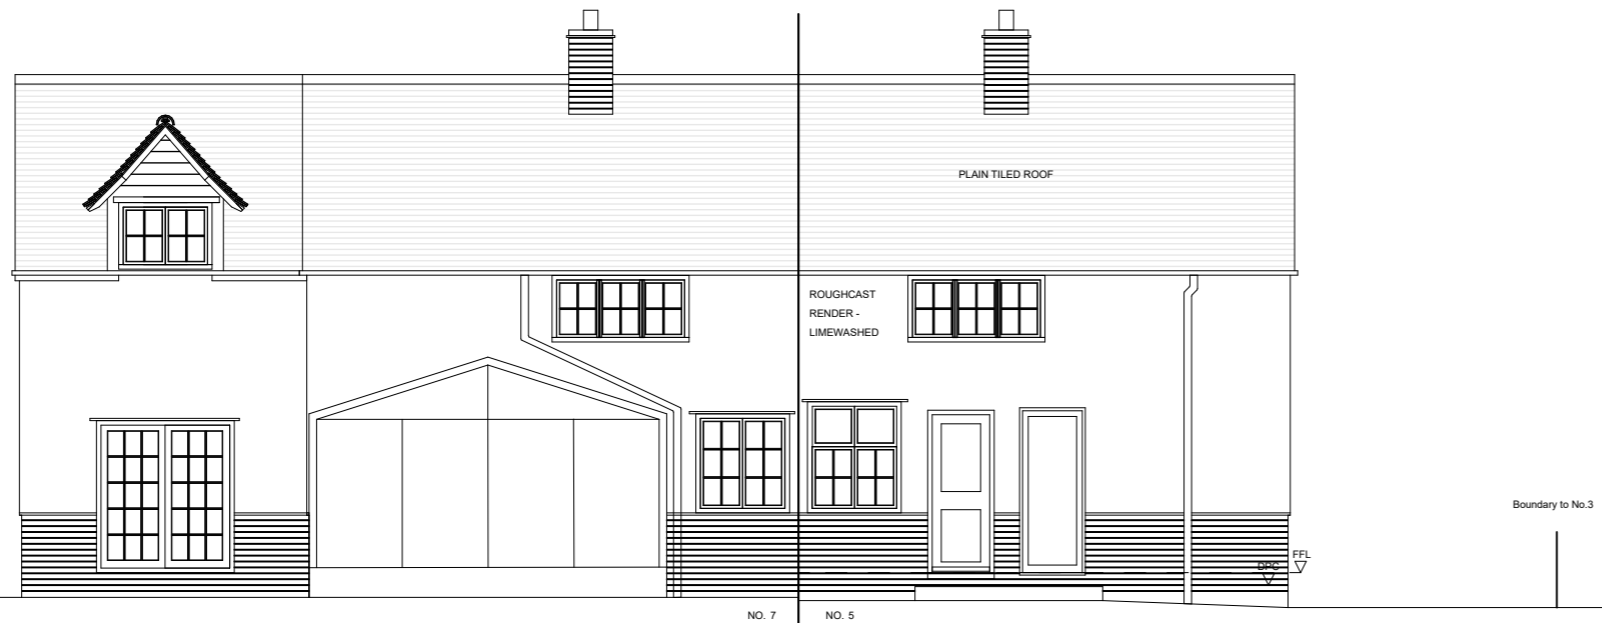 PLAIN TILED ROOF
ROUGHCAST
RENDER -
LIMEWASHED
Boundary to No.3
FFL
DPC
NO. 7
NO. 5